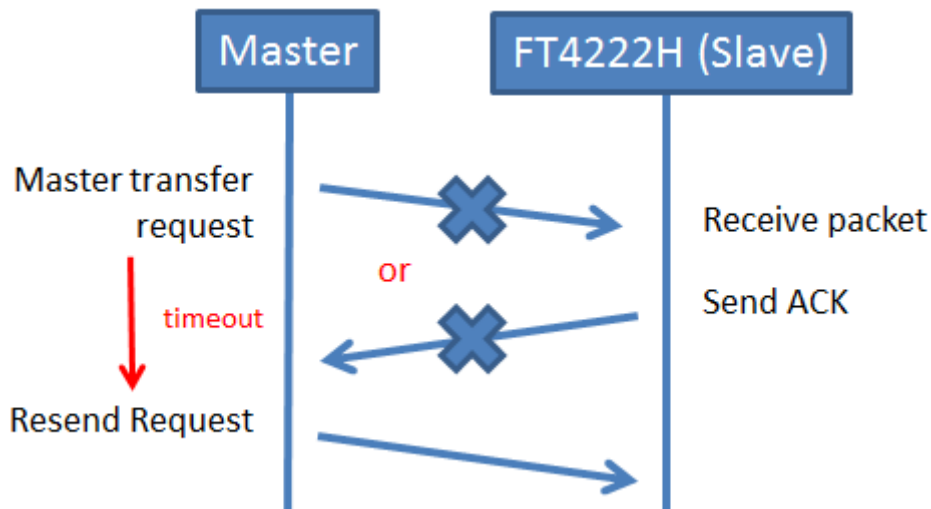 Master
FT4222H (Slave)
Master transfer
request
Receive packet
or
Send ACK
timeout
Resend Request